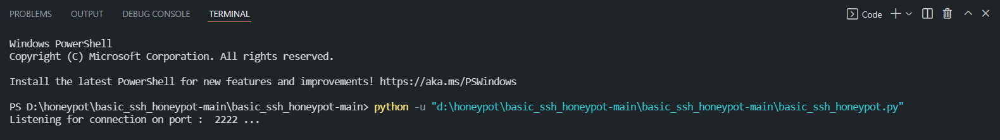 PROBLEMS OUTPUT DEBUG CONSOLE TERMINAL Code
Windows PowerShell
Copyright (C) Microsoft Corporation. All rights reserved.
Install the latest PowerShell for new features and improvements! https://aka.ms/PSWindows
PS D:\honeypot\basic_ssh_honeypot-main\basic_ssh_honeypot-main> python -u "d:\honeypot\basic_ssh_honeypot-main\basic_ssh_honeypot-main\basic_ssh_honeypot.py"
Listening for connection on port :  2222 ...